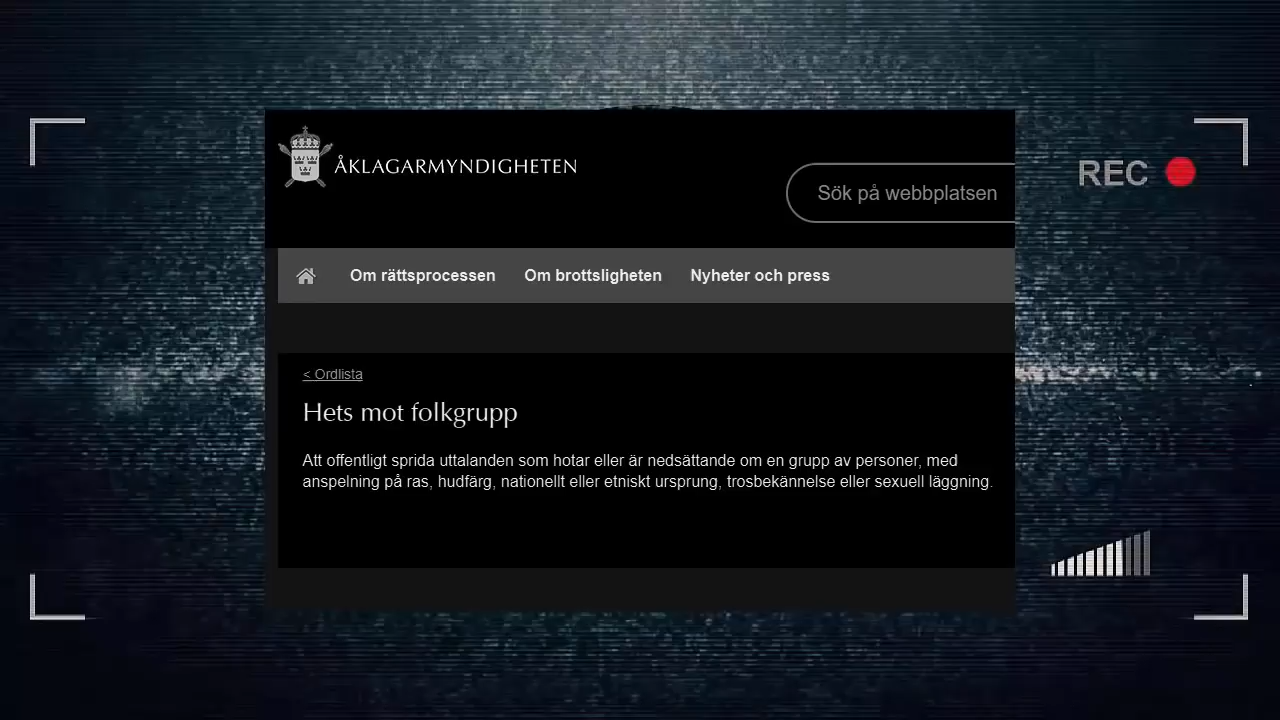 ÅKLAGARMYNDIGHETEN
REC
Sök på webbplatsen
Om rättsprocessen Om brottsligheten Nyheter och press
< Ordlista
Hets mot folkgrupp
Att offentligt sprida uttalanden som hotar eller är nedsättande om en grupp av personer, med
anspelning på ras, hudfärg, nationellt eller etniskt ursprung, trosbekännelse eller sexuell läggning.